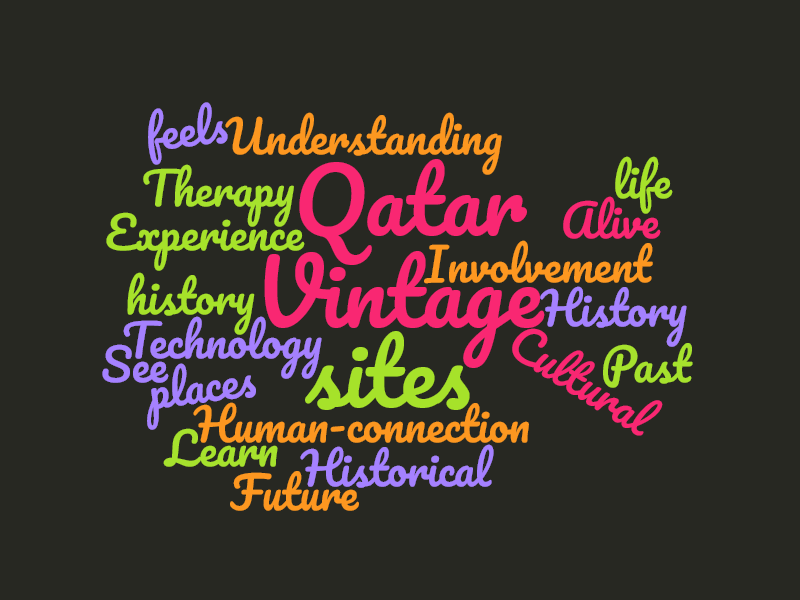 feels
Understanding
Therapy
Qatar
life
Alive
Experience
Involvement
history
Vintage
History
Technology
See
places
sites
Cultural
Past
Human-connection
Learn
Historical
Future